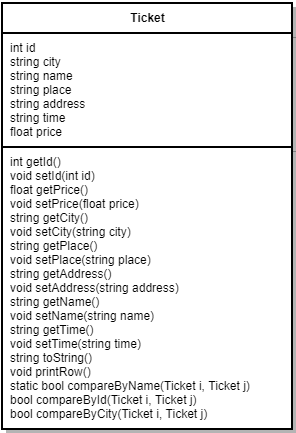 Ticket
int id
string city
string name
string place
string address
string time
float price
int getId()
void setId(int id)
float getPrice()
void setPrice(float price)
string getCity()
void setCity(string city)
string getPlace()
void setPlace(string place)
string getAddress()
void setAddress(string address)
string getName()
void setName(string name)
string getTime()
void setTime(string time)
string toString()
void printRow()
static bool compareByName(Ticket i, Ticket j)
bool compareById(Ticket i, Ticket j)
bool compareByCity(Ticket i, Ticket j)